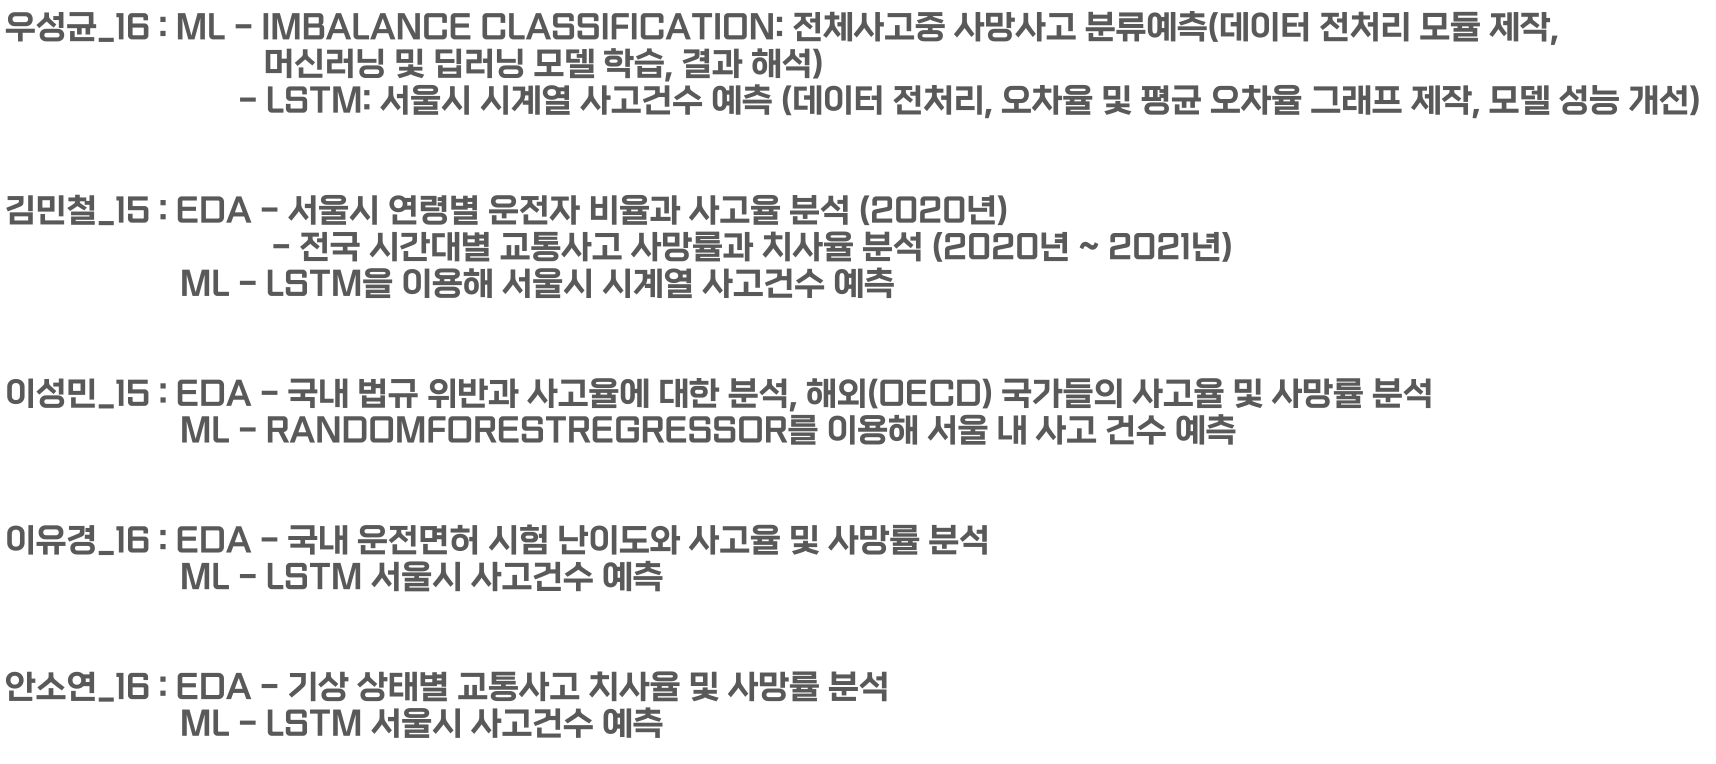 우성균_16 : ML - IMBALANCE CLASSIFICATION: 전체사고중 사망사고 분류예측(데이터 전처리 모듈 제작,
머신러닝 및 딥러닝 모델 학습, 결과 해석)
- LSTM: 서울시 시계열 사고건수 예측 (데이터 전처리, 오차율 및 평균 오차율 그래프 제작, 모델 성능 개선)
김민철_15 : EDA - 서울시 연령별 운전자 비율과 사고율 분석 (2020년)
- 전국 시간대별 교통사고 사망률과 치사율 분석 (2020년 ~ 2021년)
ML - LSTM을 이용해 서울시 시계열 사고건수 예측
이성민_15 : EDA - 국내 법규 위반과 사고율에 대한 분석, 해외(OECD) 국가들의 사고율 및 사망률 분석
ML - RANDOMFORESTREGRESSOR를 이용해 서울 내 사고 건수 예측
이유경_16 : EDA - 국내 운전면허 시험 난이도와 사고율 및 사망률 분석
ML - LSTM 서울시 사고건수 예측
안소연_16 : EDA - 기상 상태별 교통사고 치사율 및 사망률 분석
ML - LSTM 서울시 사고건수 예측